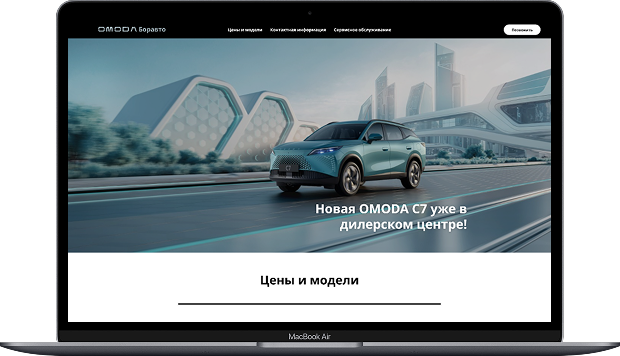 OMODA Боравто
Цены и модели Контактная информация Сервисное обслуживание
Позвонить
Новая OMODA C7 уже в
дилерском центре!
Цены и модели
MacBook Air